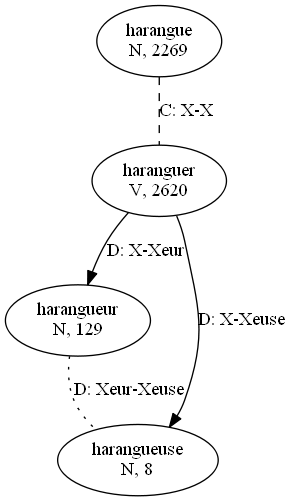 harangue
N, 2269
C: X-X
haranguer
V, 2620
D: X-Xeur
harangueur
N, 129
D: X-Xeuse
D: Xeur-Xeuse
harangueuse
N, 8